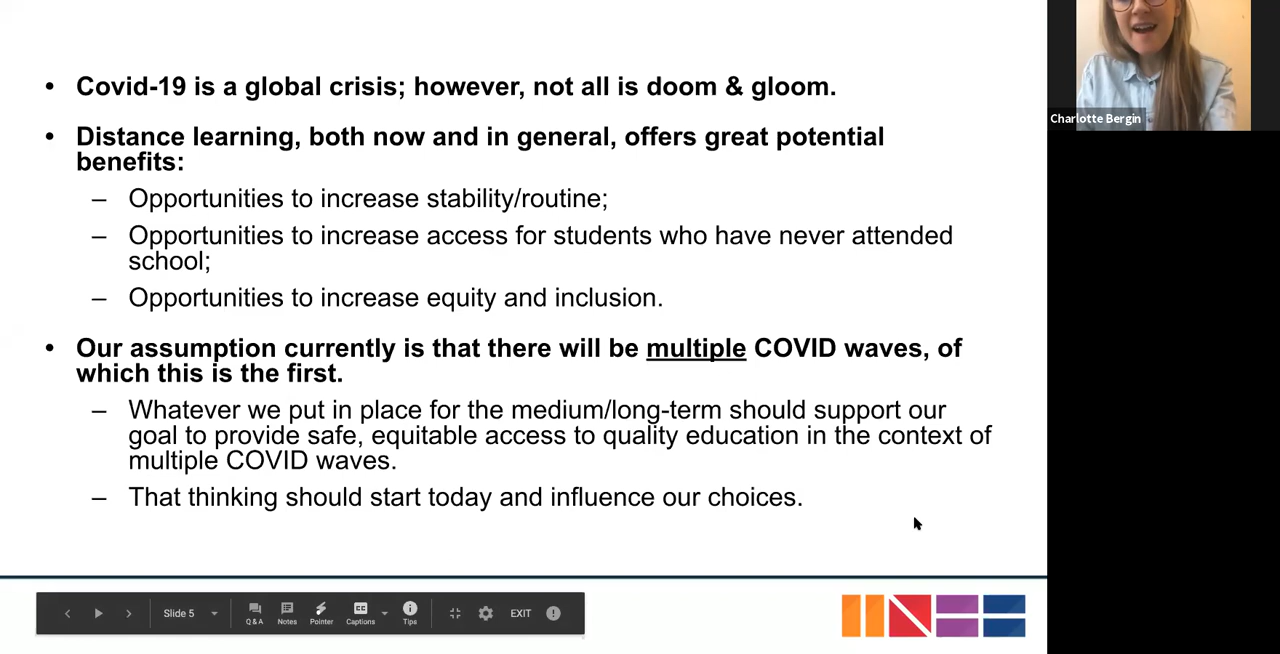 • Covid-19 is a global crisis; however, not all is doom & gloom.
• Distance learning, both now and in general, offers great potential
benefits:
– Opportunities to increase stability/routine;
– Opportunities to increase access for students who have never attended
school;
– Opportunities to increase equity and inclusion.
• Our assumption currently is that there will be multiple COVID waves, of
which this is the first.
– Whatever we put in place for the medium/long-term should support our
goal to provide safe, equitable access to quality education in the context of
multiple COVID waves.
– That thinking should start today and influence our choices.
Charlotte Bergin
Slide 5
Q&A
Notes
Pointer
CC
Captions
Tips
EXIT
INEE